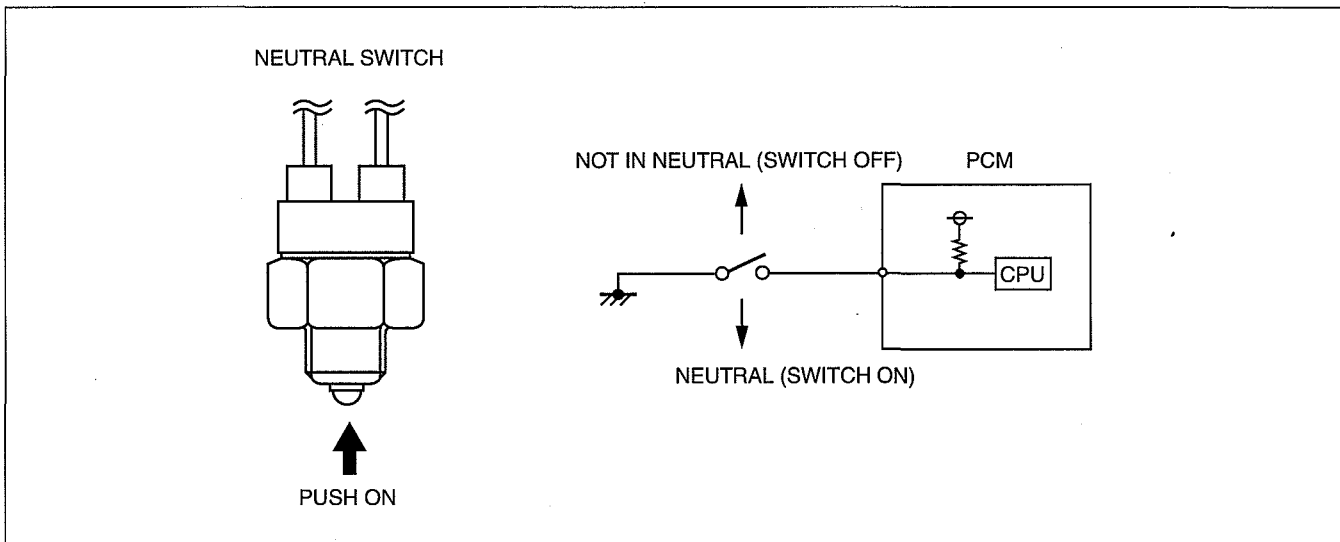 NEUTRAL SWITCH
NOT IN NEUTRAL (SWITCH OFF)
PCM
CPU
NEUTRAL (SWITCH ON)
PUSH ON